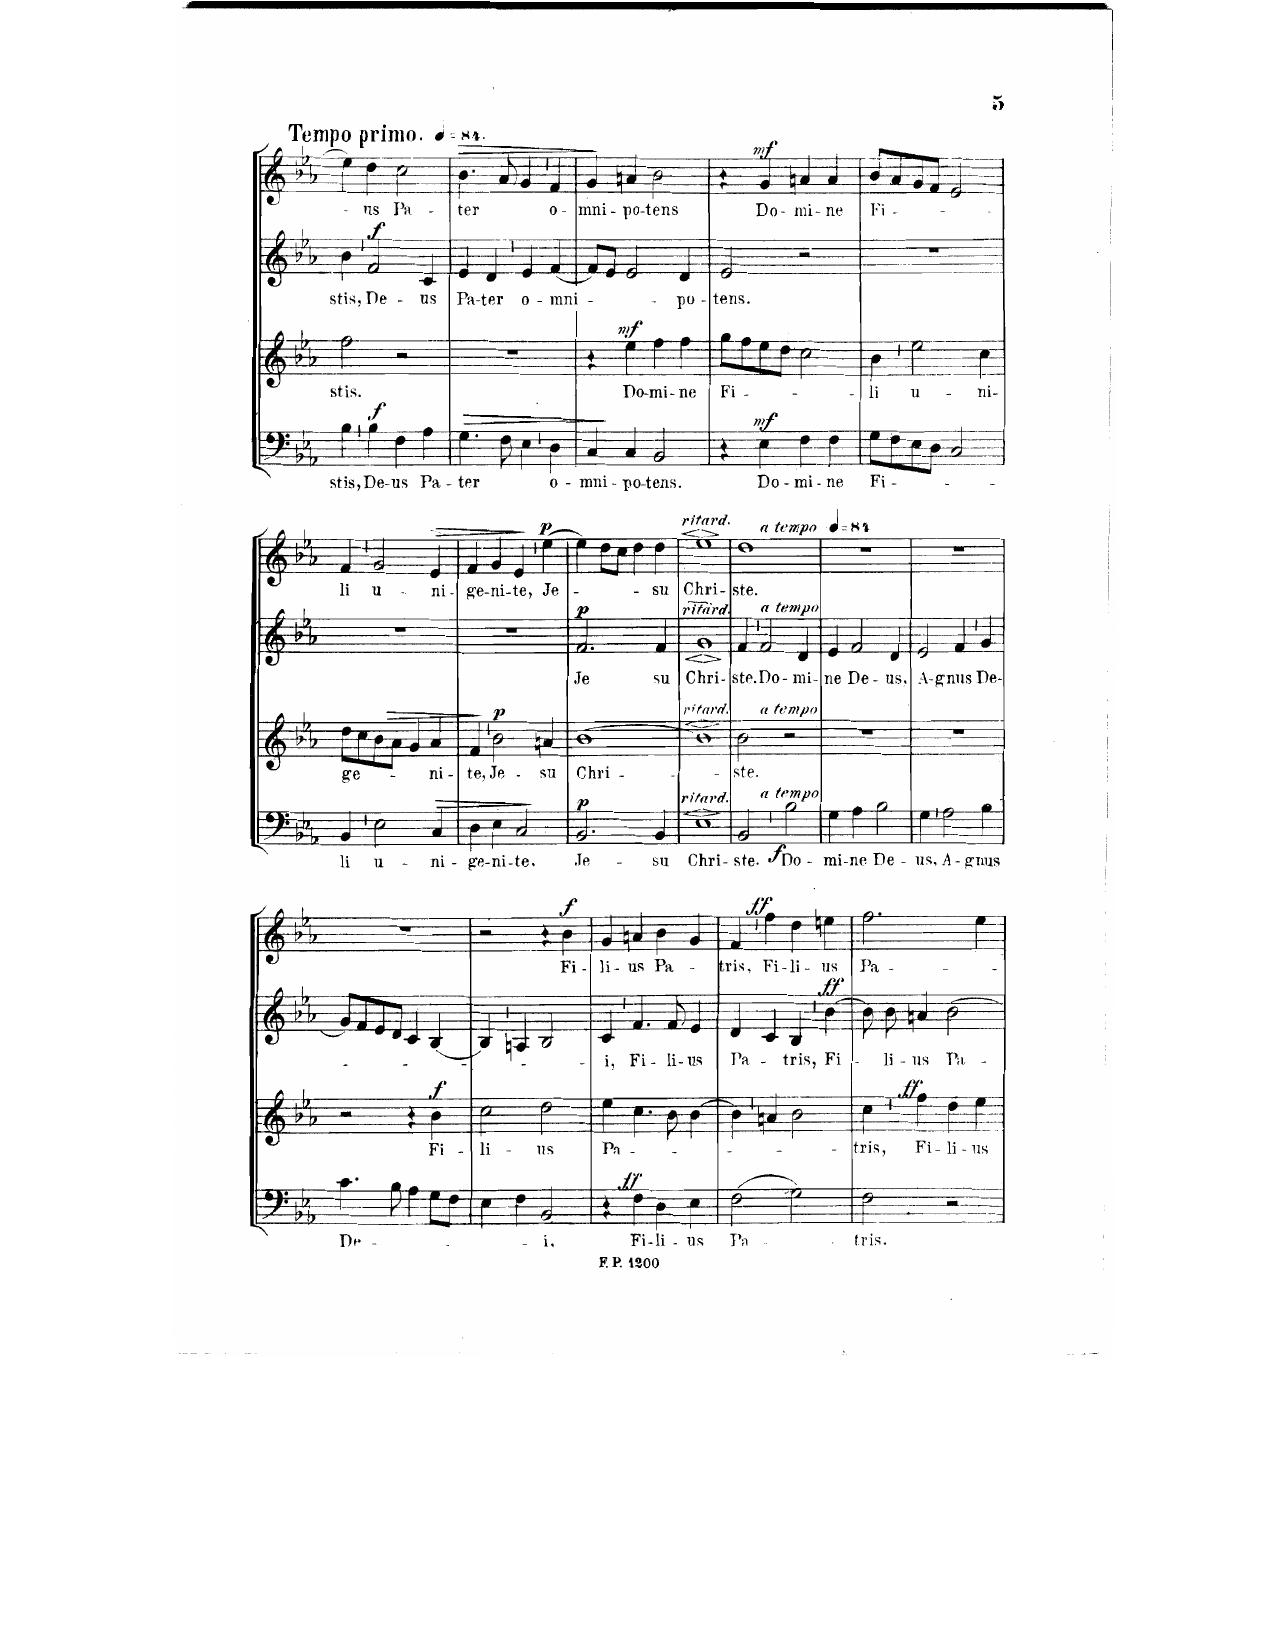 5
Tempo primo. ♩ = 84.
mf
- us Pa - ter o - mni - po-tens Do - mi - ne Fi - - -
f
stis, De - us Pa-ter o - mni - - po - tens.
mf
stis. Do-mi-ne Fi - - - li u - ni-
f mf
stis, De-us Pa - ter o - mni - po-tens. Do - mi - ne Fi - - -
p ritard. a tempo ♩=84
li u - ni - ge-ni-te, Je - - su Chri - ste.
p ritard. a tempo
Je su Chri- ste. Do - mi - ne De - us, A-gnus De-
p ritard. a tempo
ge - - ni - te, Je - su Chri - - ste.
p ritard. a tempo
li u - ni - ge-ni-te. Je - su Chri- ste. f Do - mi-ne De - us, A - gnus
f ff
Fi - li - us Pa - tris, Fi - li - us Pa - - -
ff
- - - - - - - i, Fi - li - us Pa - tris, Fi - li - us Pa -
f ff
Fi - li - us Pa - - - - - tris, Fi - li - us
ff
De - - - - i. Fi-li - us Pa - - tris.
F. P. 1200